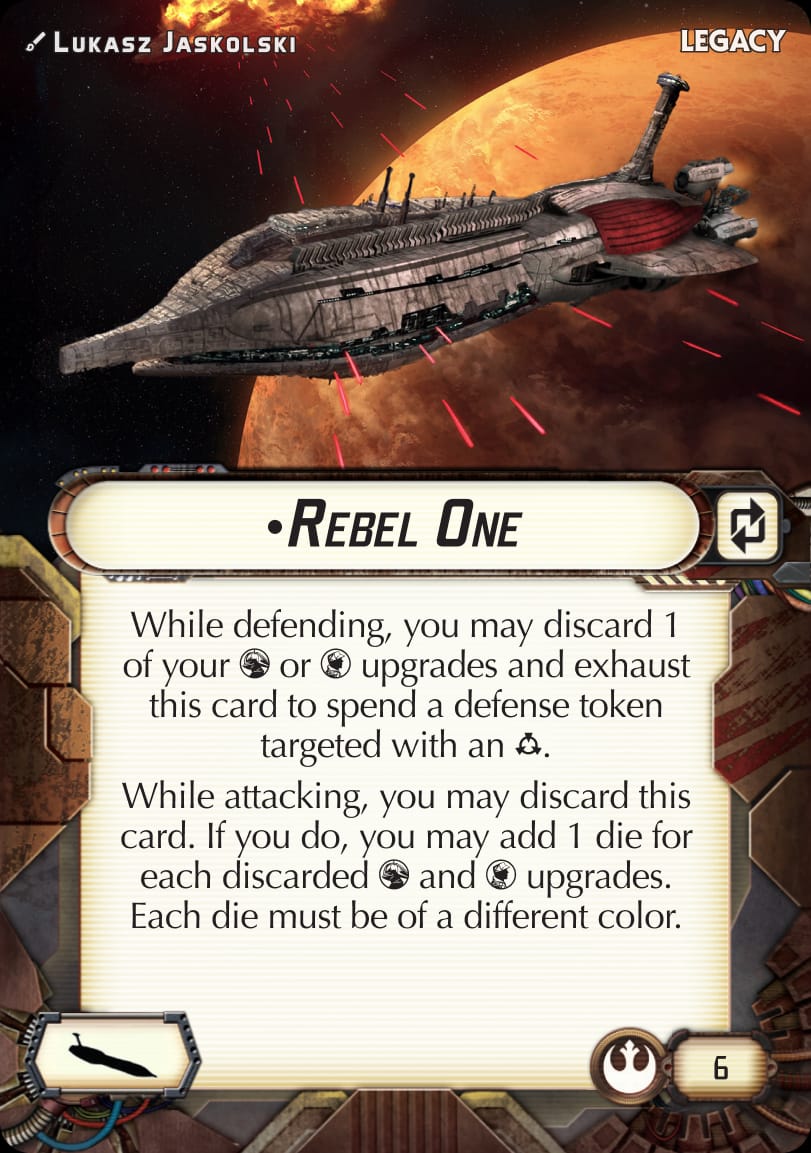 Lukasz Jaskolski
LEGACY
•Rebel One
While defending, you may discard 1
of your or upgrades and exhaust
this card to spend a defense token
targeted with an .
While attacking, you may discard this
card. If you do, you may add 1 die for
each discarded and upgrades.
Each die must be of a different color.
6